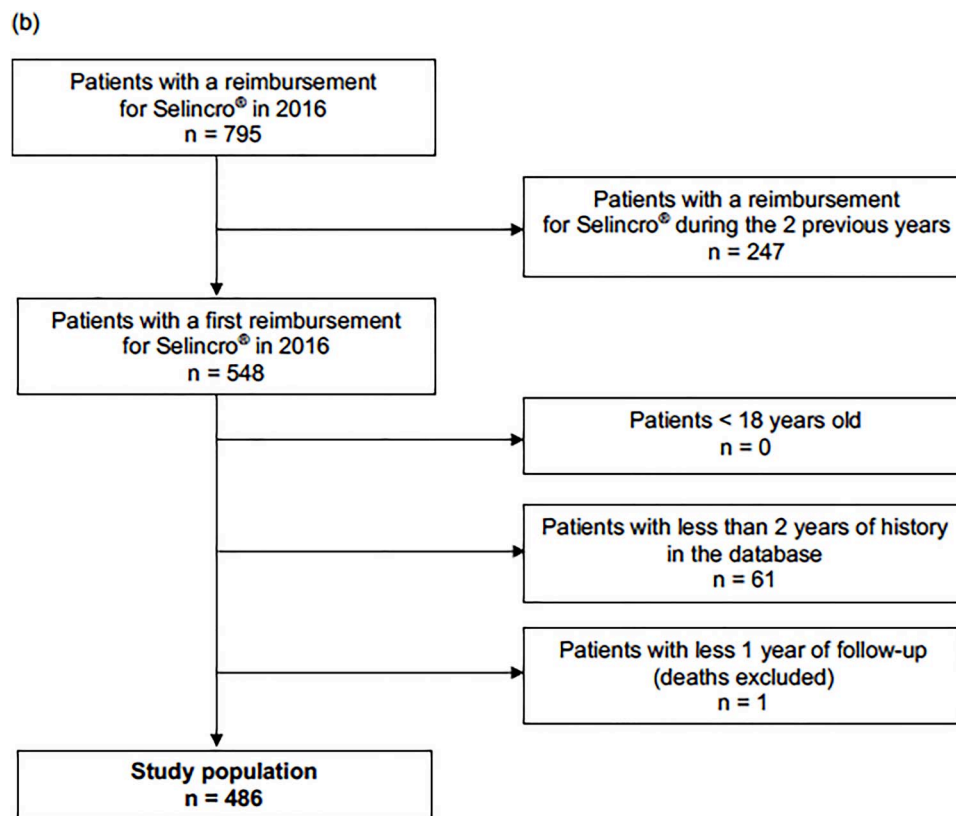 (b)
Patients with a reimbursement
for Selincro® in 2016
n = 795
Patients with a reimbursement
for Selincro® during the 2 previous years
n = 247
Patients with a first reimbursement
for Selincro® in 2016
n = 548
Patients < 18 years old
n = 0
Patients with less than 2 years of history
in the database
n = 61
Patients with less 1 year of follow-up
(deaths excluded)
n = 1
Study population
n = 486